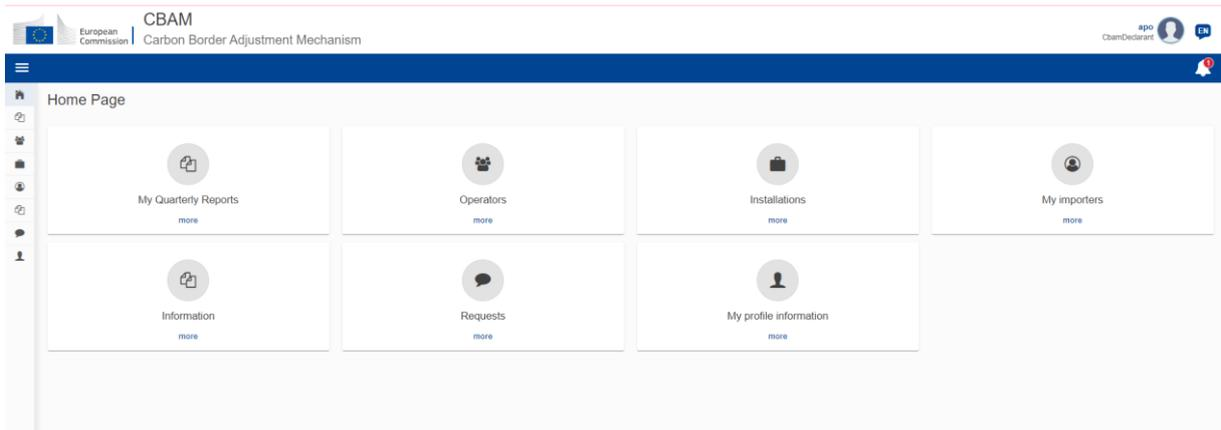 European
Commission
CBAM
Carbon Border Adjustment Mechanism
apo
CbamDeclarant
EN
1
Home Page
My Quarterly Reports
more
Operators
more
Installations
more
My importers
more
Information
more
Requests
more
My profile information
more